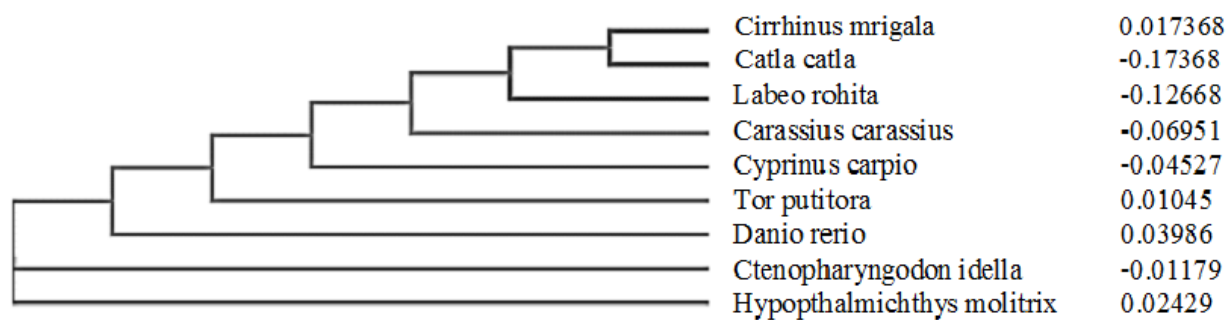 Cirrhinus mrigala 0.017368
Catla catla -0.17368
Labeo rohita -0.12668
Carassius carassius -0.06951
Cyprinus carpio -0.04527
Tor putitora 0.01045
Danio rerio 0.03986
Ctenopharyngodon idella -0.01179
Hypopthalmichthys molitrix 0.02429